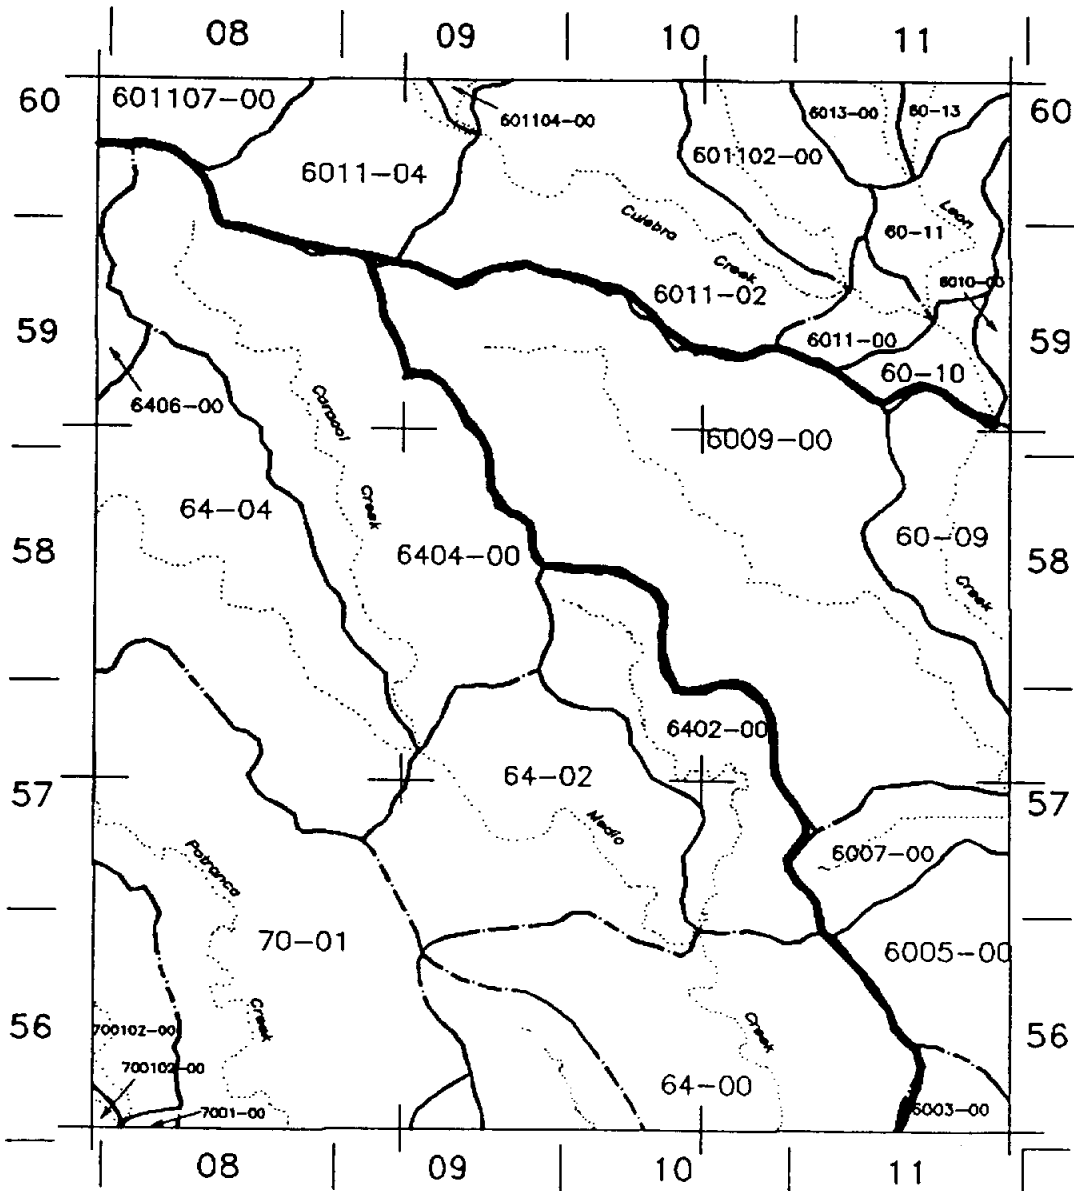 08 09 10 11
60 601107-00 601104-00 6013-00 60-13 60
6011-04 601102-00
Culebra Creek Leon
60-11
6011-02 6010-00
59 6011-00 59
60-10
6406-00 Caracol 6009-00
64-04 Creek
58 6404-00 60-09 58
Creek
6402-00
57 64-02 57
Medio 6007-00
Potranca
70-01 6005-00
56 700102-00 Creek Creek 56
700102-00 64-00
7001-00 6003-00
08 09 10 11